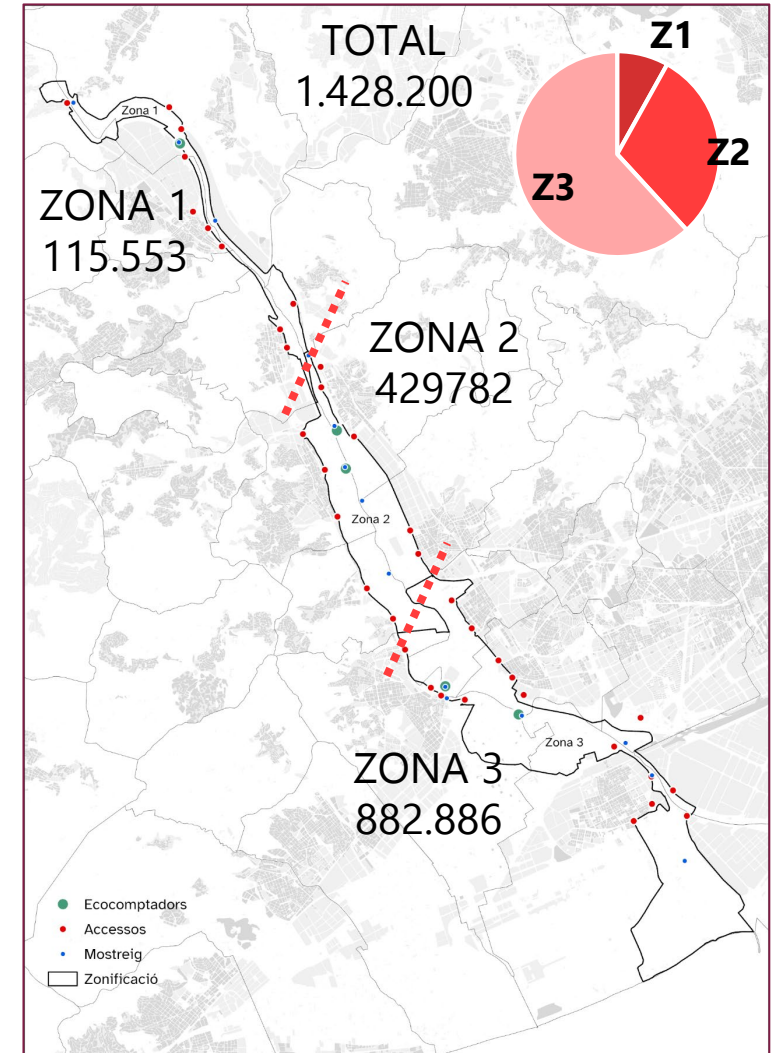 TOTAL
1.428.200
Z1
Z2
Z3
Zona 1
ZONA 1
115.553
ZONA 2
429782
Zona 2
Zona 3
ZONA 3
882.886
Ecocomptadors
Accessos
Mostreig
Zonificació